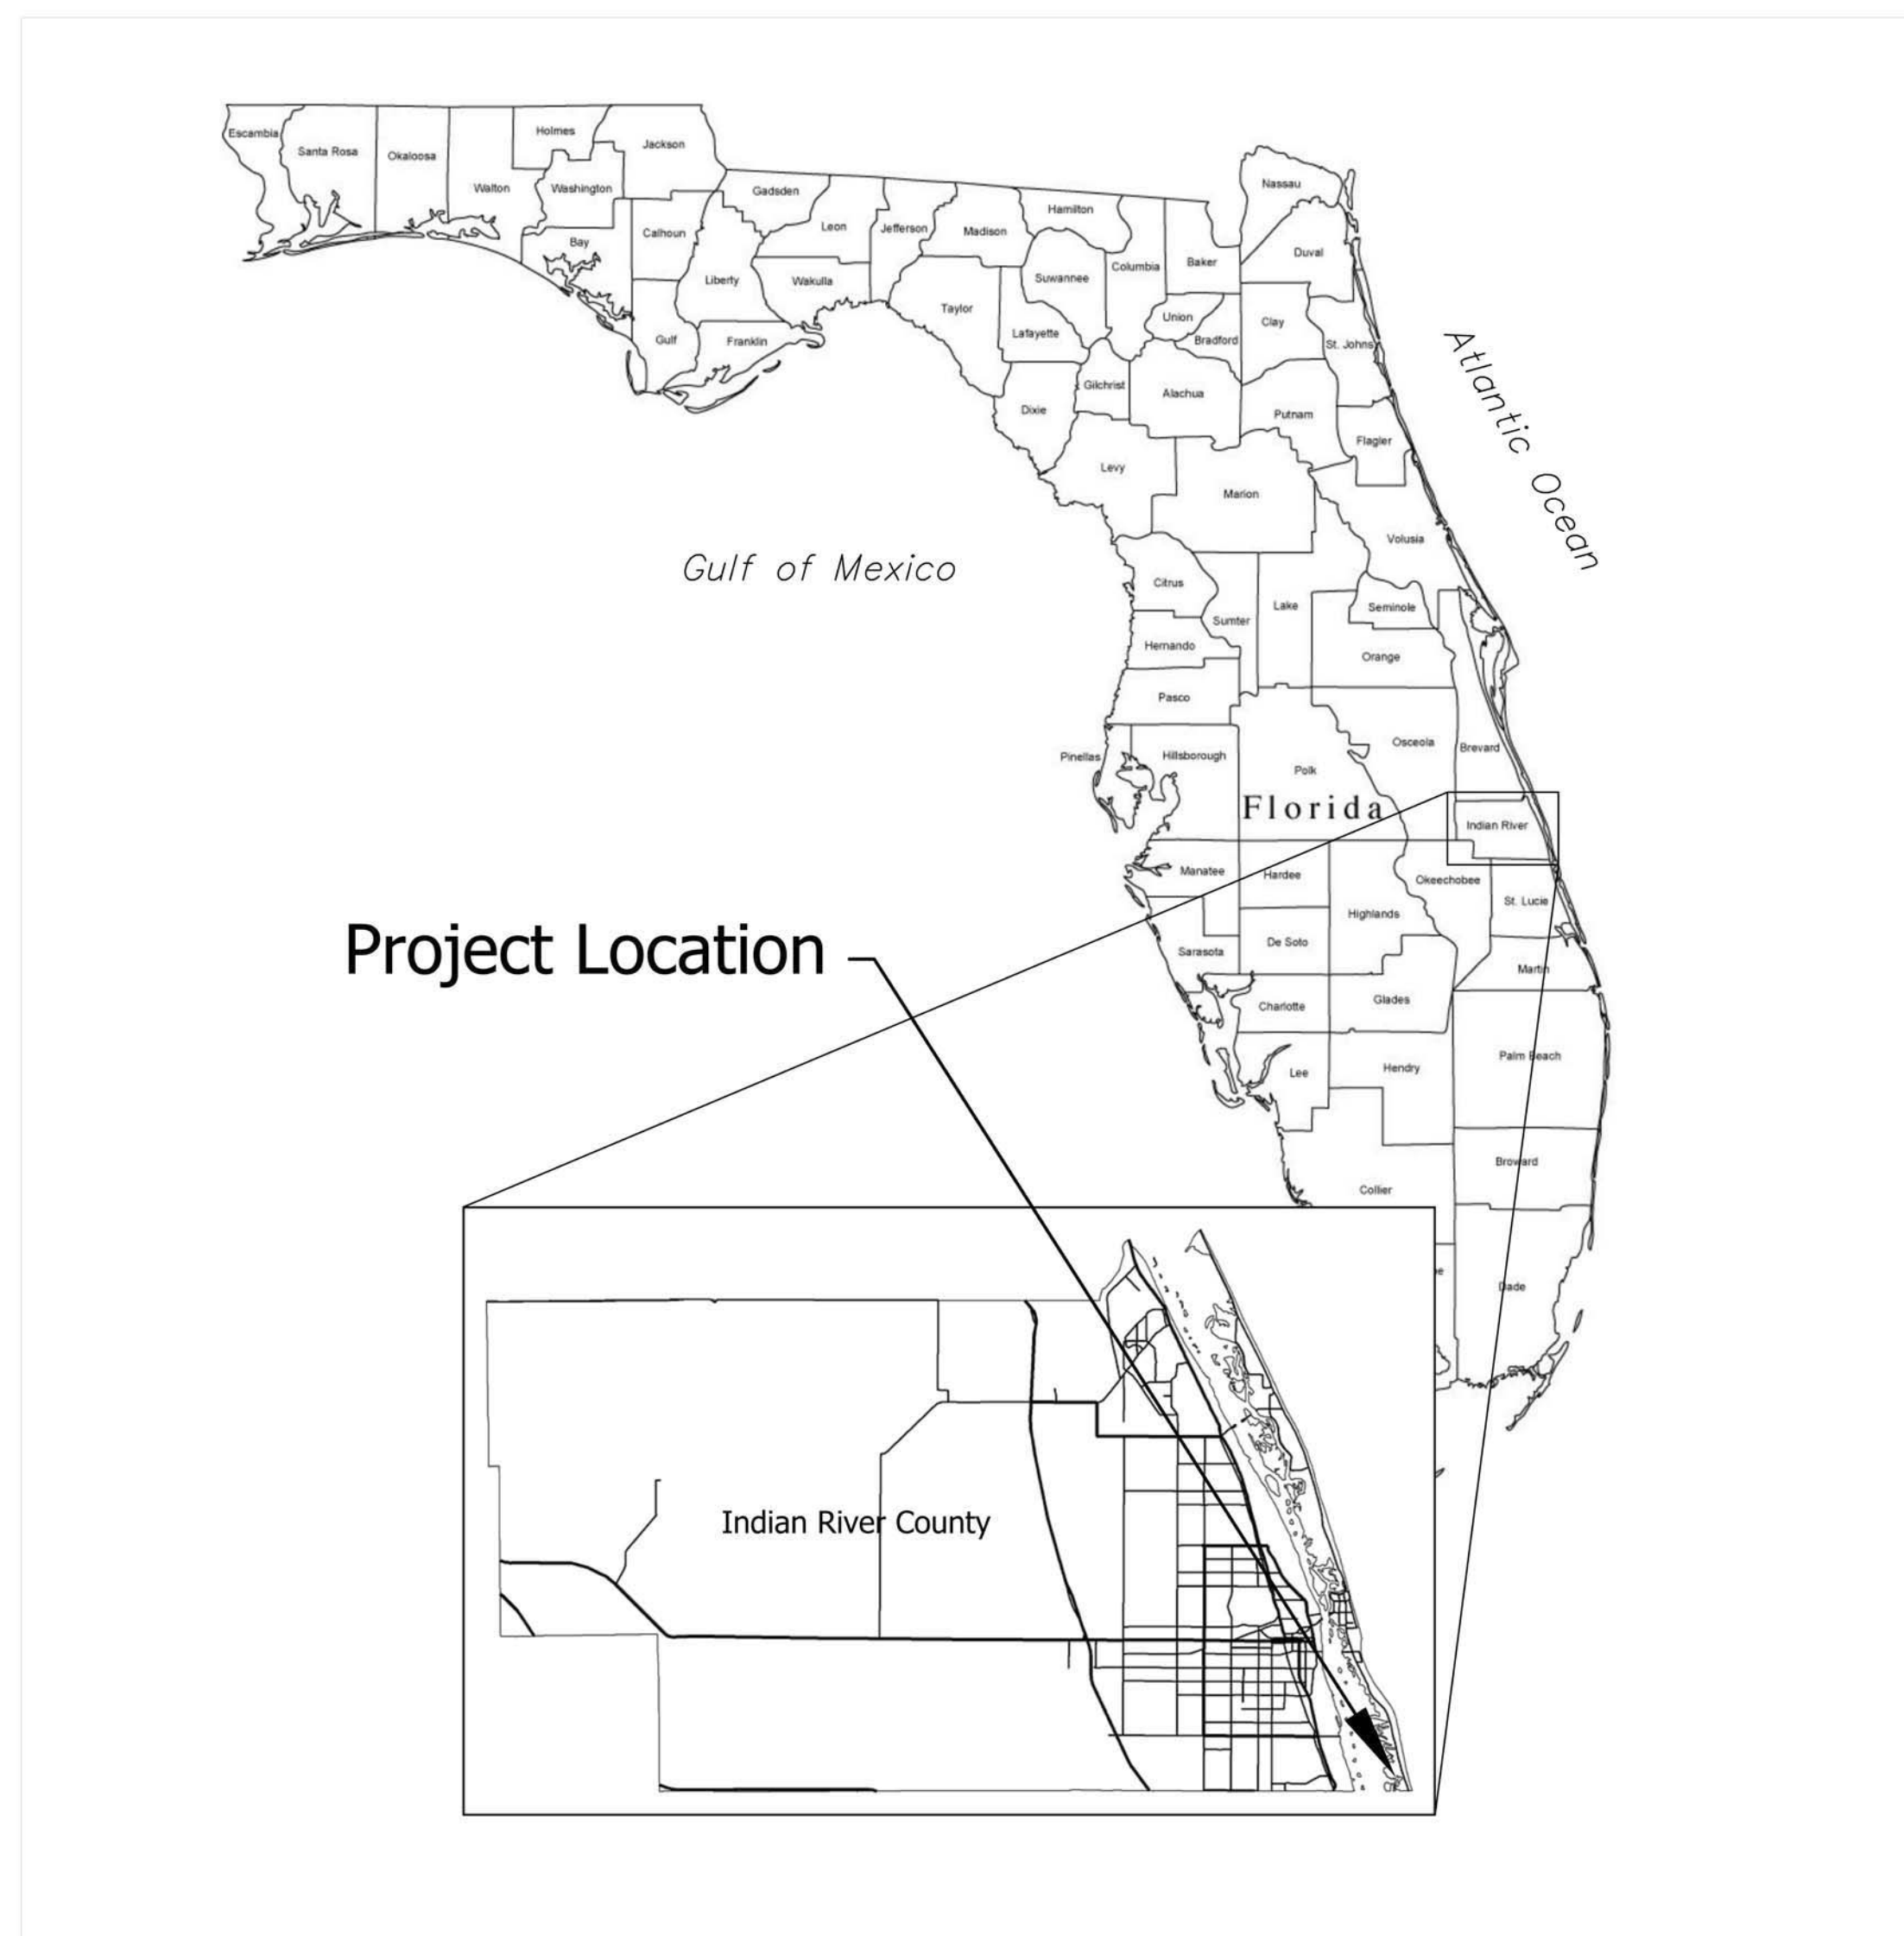 Escambia
Santa Rosa
Okaloosa
Walton
Holmes
Washington
Jackson
Bay
Calhoun
Gulf
Liberty
Gadsden
Franklin
Leon
Wakulla
Jefferson
Madison
Taylor
Hamilton
Suwannee
Lafayette
Columbia
Baker
Nassau
Duval
Union
Bradford
Clay
St. Johns
Dixie
Gilchrist
Alachua
Putnam
Flagler
Levy
Marion
Volusia
Atlantic Ocean
Gulf of Mexico
Citrus
Sumter
Lake
Seminole
Hernando
Orange
Pasco
Pinellas
Hillsborough
Polk
Osceola
Brevard
Florida
Indian River
Manatee
Hardee
Okeechobee
St. Lucie
Highlands
Sarasota
De Soto
Martin
Charlotte
Glades
Lee
Hendry
Palm Beach
Broward
Collier
Dade
Project Location
Indian River County